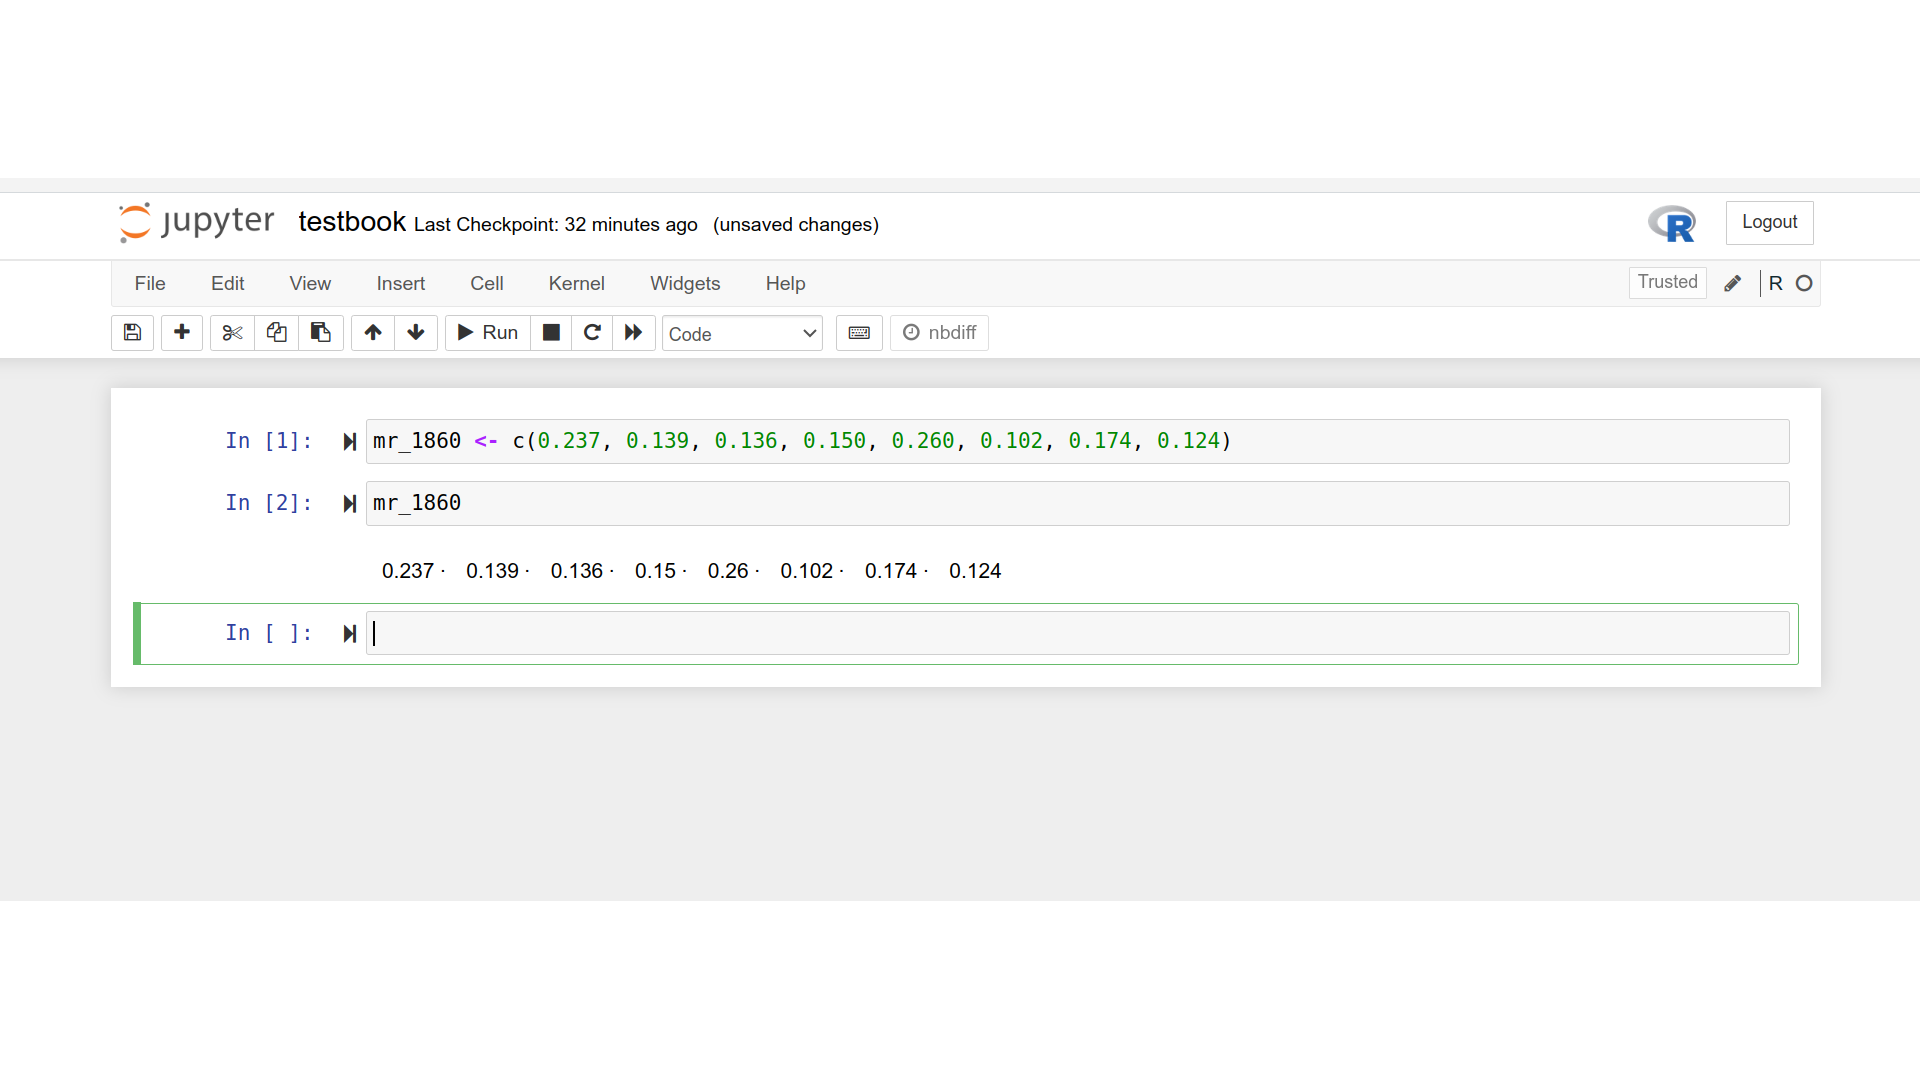 jupyter testbook Last Checkpoint: 32 minutes ago (unsaved changes) R Logout
File Edit View Insert Cell Kernel Widgets Help Trusted R
Run Code nbdiff
In [1]: mr_1860 <- c(0.237, 0.139, 0.136, 0.150, 0.260, 0.102, 0.174, 0.124)
In [2]: mr_1860
0.237 · 0.139 · 0.136 · 0.15 · 0.26 · 0.102 · 0.174 · 0.124
In [ ]: